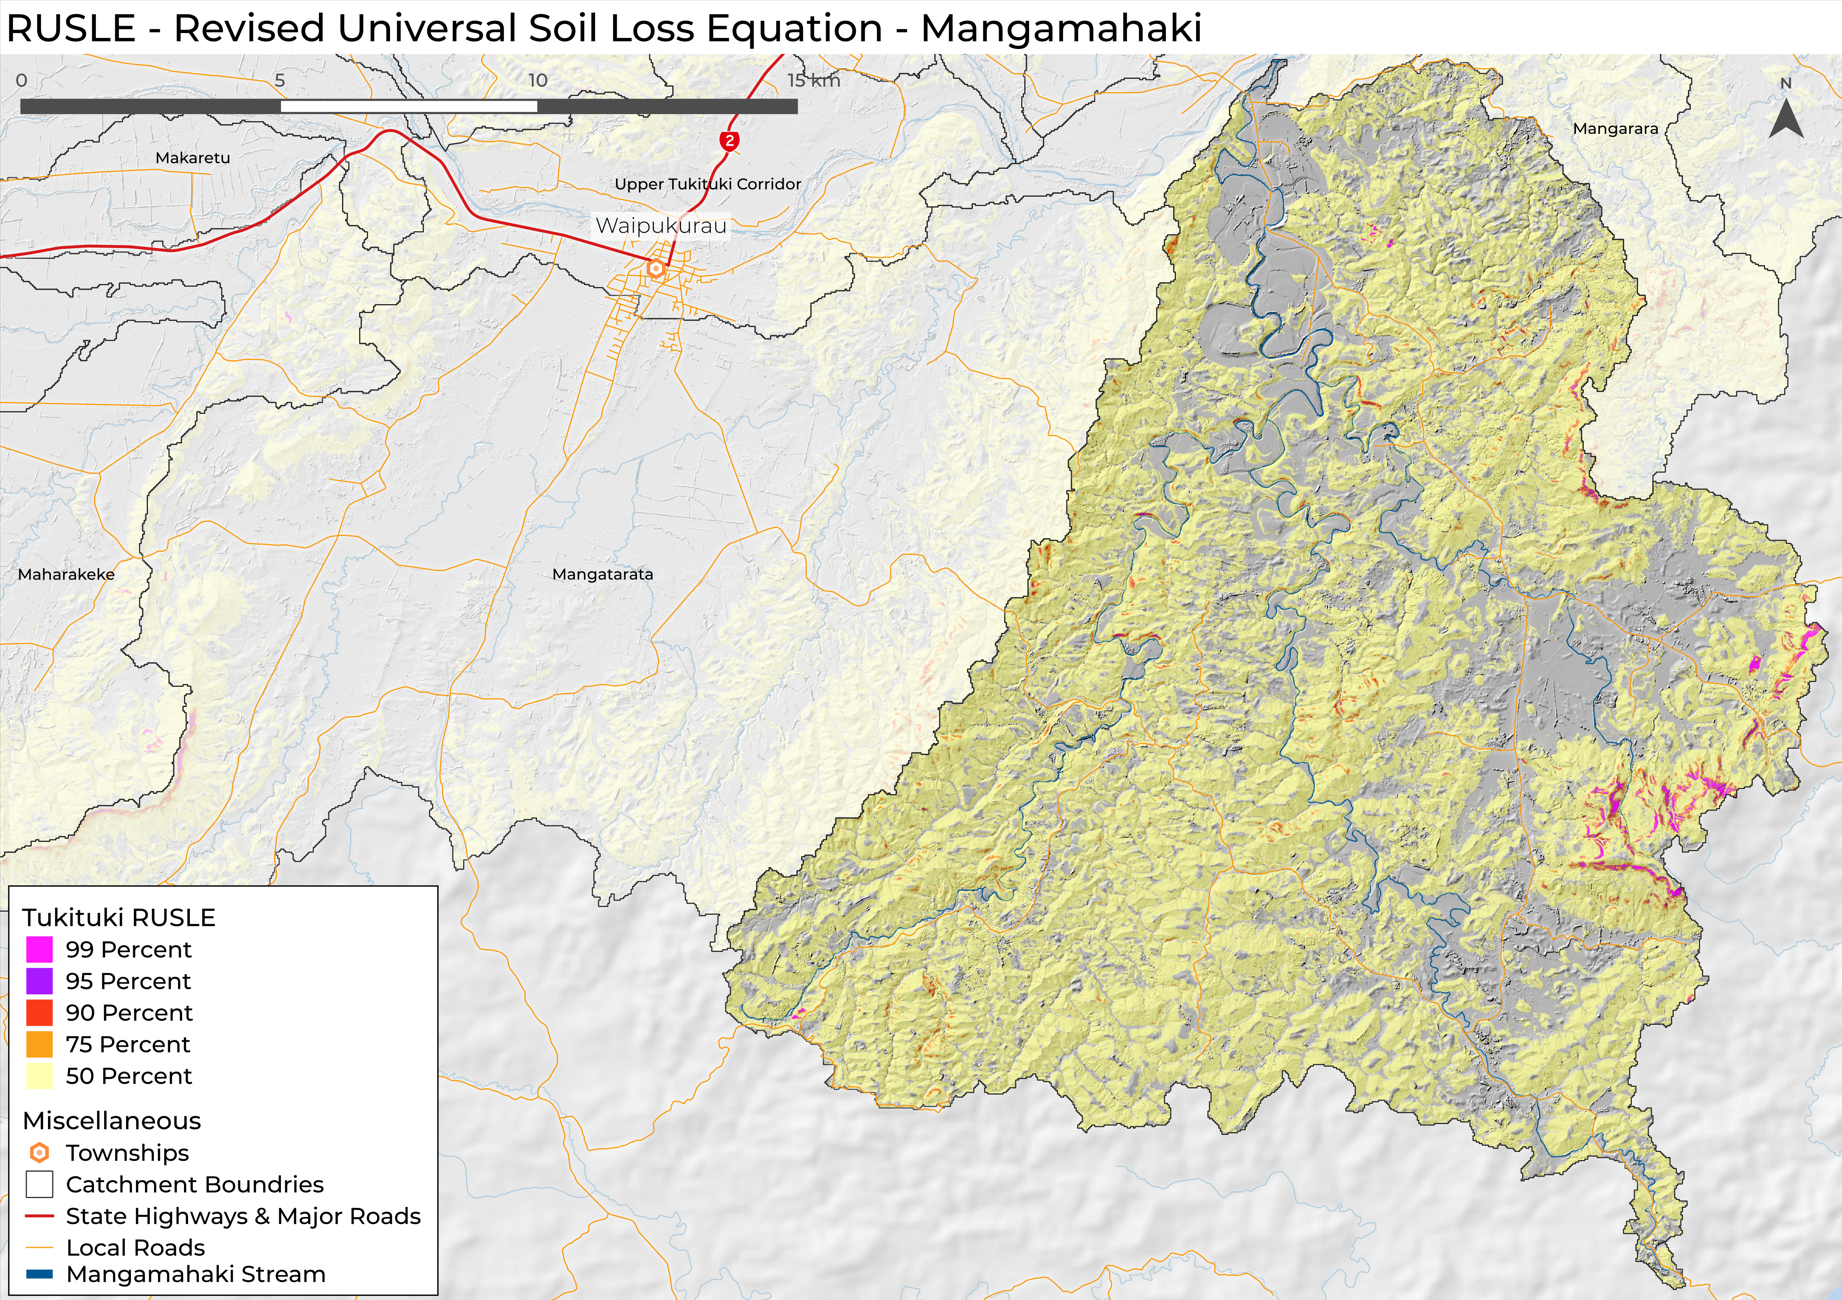 RUSLE - Revised Universal Soil Loss Equation - Mangamahaki
0 5 10 15 km
N
Mangarara
2
Makaretu
Upper Tukituki Corridor
Waipukurau
Maharakeke
Mangatarata
Tukituki RUSLE
99 Percent
95 Percent
90 Percent
75 Percent
50 Percent
Miscellaneous
Townships
Catchment Boundries
State Highways & Major Roads
Local Roads
Mangamahaki Stream